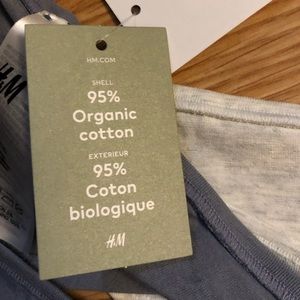 HM.COM
SHELL
95%
Organic
cotton
EXTERIEUR
95%
Coton
biologique
H&M
H&M